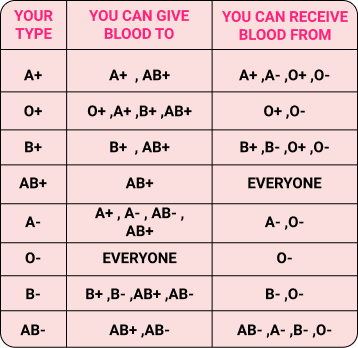 YOUR TYPE YOU CAN GIVE BLOOD TO YOU CAN RECEIVE BLOOD FROM
A+ A+ , AB+ A+ ,A- ,O+ ,O-
O+ O+ ,A+ ,B+ ,AB+ O+ ,O-
B+ B+ , AB+ B+ ,B- ,O+ ,O-
AB+ AB+ EVERYONE
A- A+ , A- , AB- , AB+ A- ,O-
O- EVERYONE O-
B- B+ ,B- ,AB+ ,AB- B- ,O-
AB- AB+ ,AB- AB- ,A- ,B- ,O-